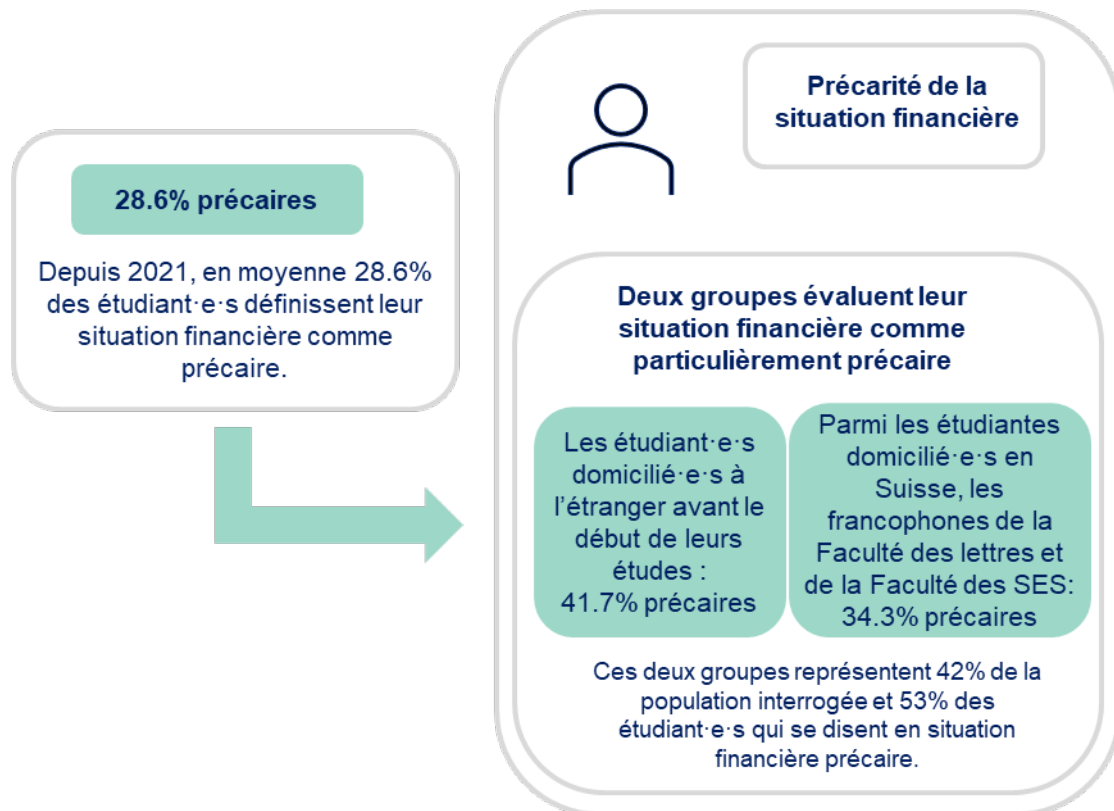 Précarité de la
situation financière
28.6% précaires
Depuis 2021, en moyenne 28.6%
des étudiant·e·s définissent leur
situation financière comme
précaire.
Deux groupes évaluent leur
situation financière comme
particulièrement précaire
Les étudiant·e·s
domicilié·e·s à
l’étranger avant le
début de leurs
études :
41.7% précaires
Parmi les étudiantes
domicilié·e·s en
Suisse, les
francophones de la
Faculté des lettres et
de la Faculté des SES:
34.3% précaires
Ces deux groupes représentent 42% de la
population interrogée et 53% des
étudiant·e·s qui se disent en situation
financière précaire.